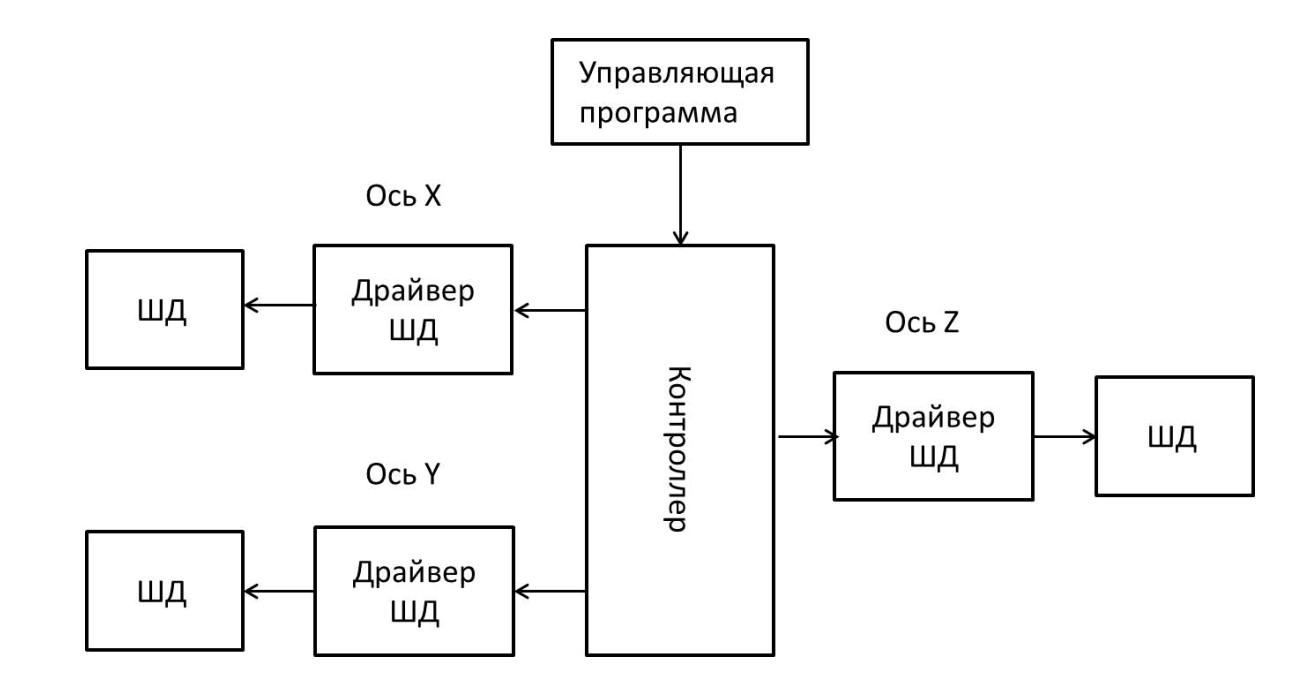 Управляющая
программа
Ось X
ШД
Драйвер
ШД
Ось Y
ШД
Драйвер
ШД
Контроллер
Ось Z
Драйвер
ШД
ШД